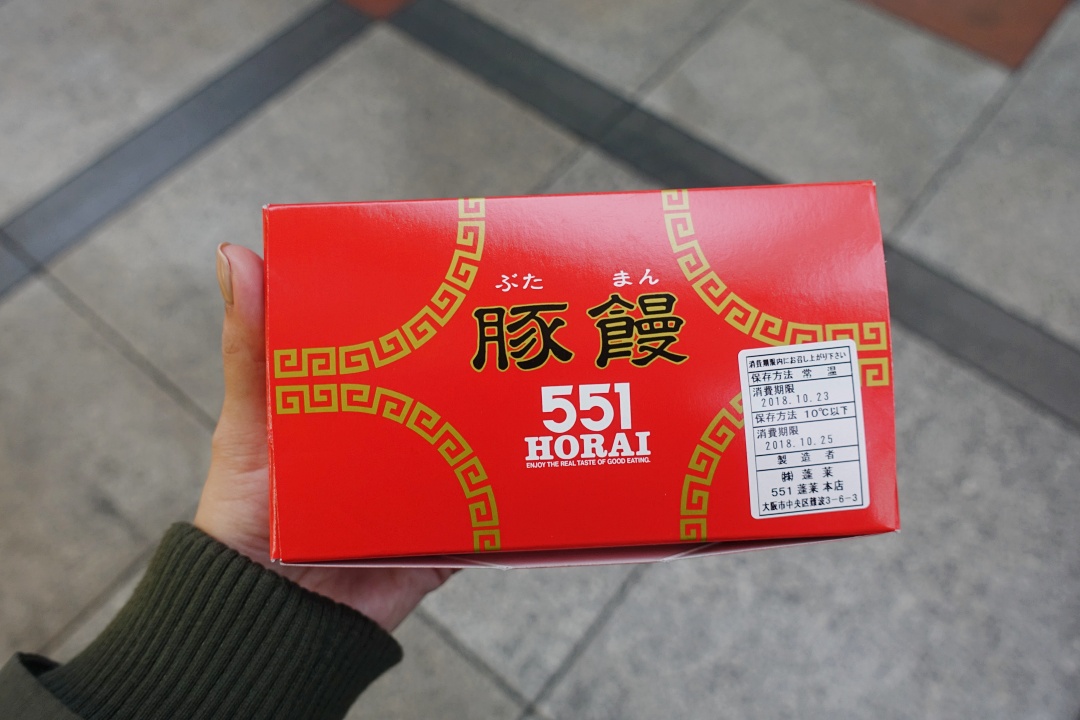 ぶた まん
豚饅
551
HORAI
ENJOY THE REAL TASTE OF GOOD EATING.
消費期限内にお召し上がり下さい
保存方法 常 温
消費期限
2018.10.23
保存方法 10℃以下
消費期限
2018.10.25
製 造 者
㈱ 蓬 莱
551 蓬莱 本店
大阪市中央区難波3-6-3